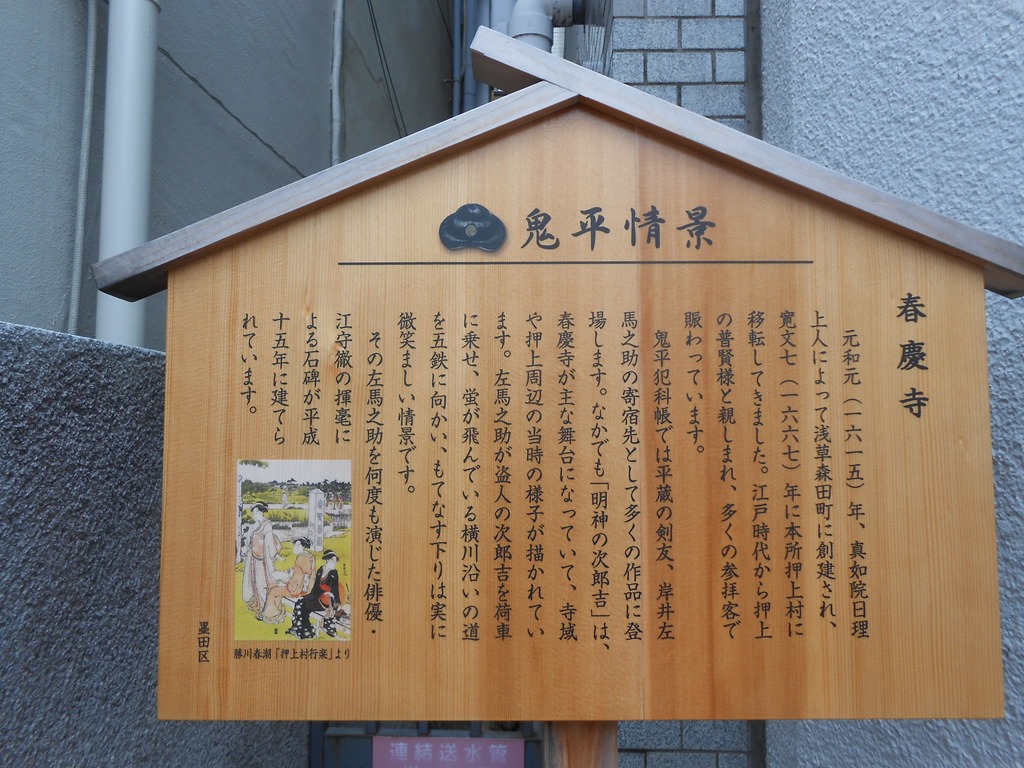 鬼平情景
春慶寺
元和元(一六一五)年、真如院日理
上人によって浅草森田町に創建され、
寛文七(一六六七)年に本所押上村に
移転してきました。江戸時代から押上
の普賢様と親しまれ、多くの参拝客で
賑わっています。
鬼平犯科帳では平蔵の剣友、岸井左
馬之助の寄宿先として多くの作品に登
場します。なかでも「明神の次郎吉」は、
春慶寺が主な舞台になっていて、寺域
や押上周辺の当時の様子が描かれてい
ます。左馬之助が盗人の次郎吉を荷車
に乗せ、蛍が飛んでいる横川沿いの道
を五鉄に向かい、もてなす下りは実に
微笑ましい情景です。
その左馬之助を何度も演じた俳優・
江守徹の揮毫に
よる石碑が平成
十五年に建てら
れています。
勝川春潮「押上村行楽」より
墨田区
連結送水管